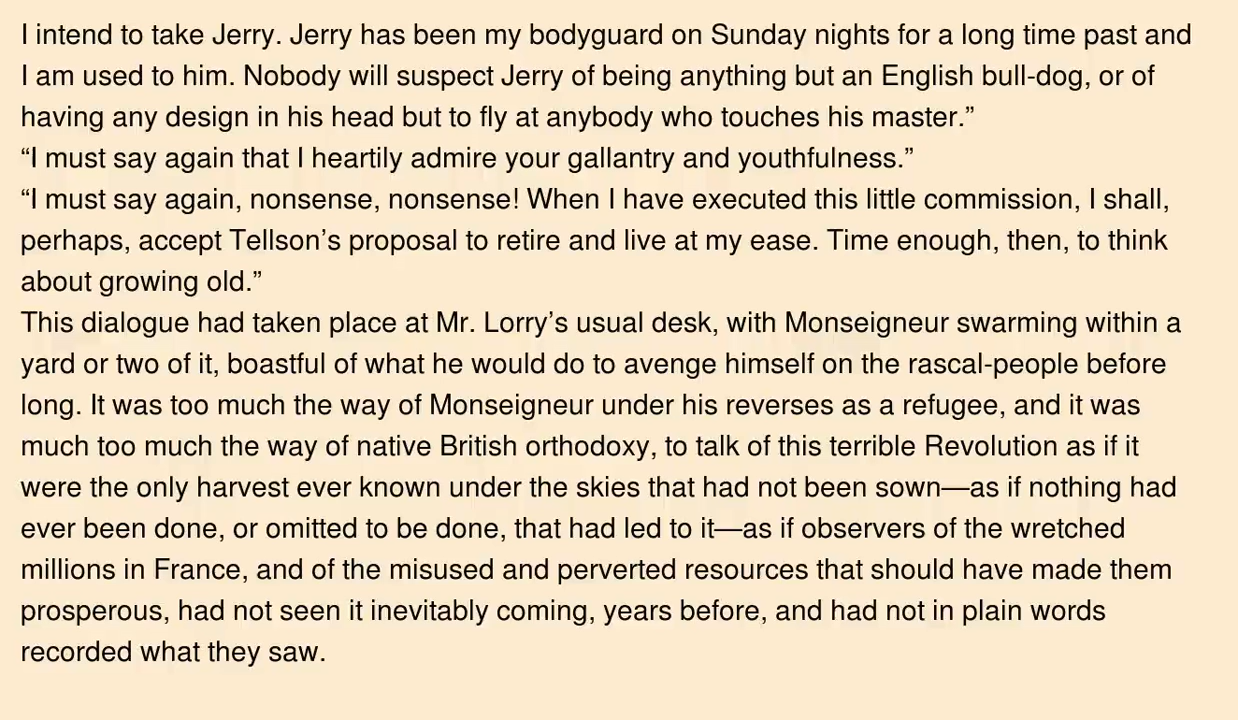 I intend to take Jerry. Jerry has been my bodyguard on Sunday nights for a long time past and
I am used to him. Nobody will suspect Jerry of being anything but an English bull-dog, or of
having any design in his head but to fly at anybody who touches his master.”
“I must say again that I heartily admire your gallantry and youthfulness.”
“I must say again, nonsense, nonsense! When I have executed this little commission, I shall,
perhaps, accept Tellson’s proposal to retire and live at my ease. Time enough, then, to think
about growing old.”
This dialogue had taken place at Mr. Lorry’s usual desk, with Monseigneur swarming within a
yard or two of it, boastful of what he would do to avenge himself on the rascal-people before
long. It was too much the way of Monseigneur under his reverses as a refugee, and it was
much too much the way of native British orthodoxy, to talk of this terrible Revolution as if it
were the only harvest ever known under the skies that had not been sown—as if nothing had
ever been done, or omitted to be done, that had led to it—as if observers of the wretched
millions in France, and of the misused and perverted resources that should have made them
prosperous, had not seen it inevitably coming, years before, and had not in plain words
recorded what they saw.